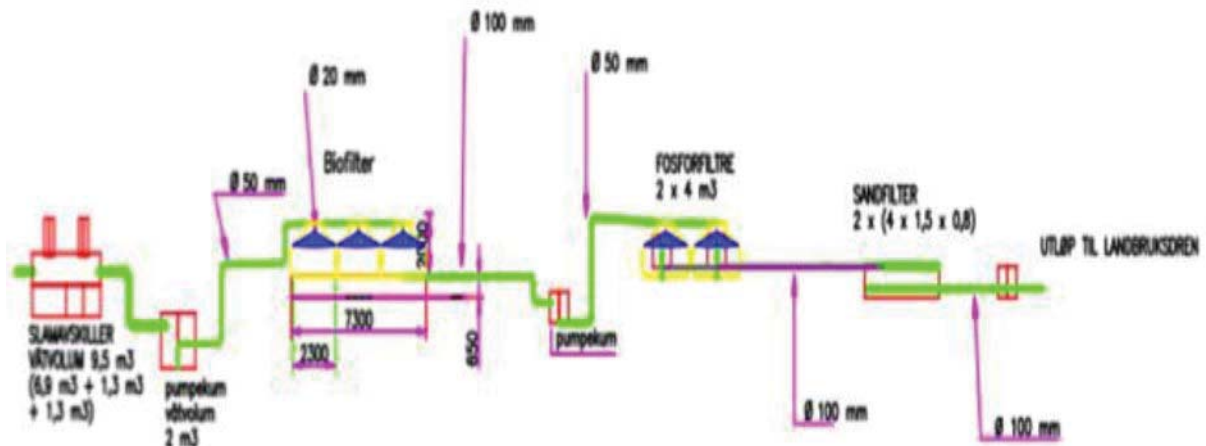 Ø 100 mm
Ø 50 mm
Ø 20 mm
Biofilter
FOSFORFILTRE
2 x 4 m3
Ø 50 mm
SANDFILTER
2 x (4 x 1,5 x 0,8)
UTLØP TIL LANDBRUKSDREN
7300
2300
650
SLAMAVSKILLER
VÅTVOLUM 9,5 m3
(6,9 m3 + 1,3 m3
+ 1,3 m3)
pumpekum
våtvolum
2 m3
pumpekum
Ø 100 mm
Ø 100 mm